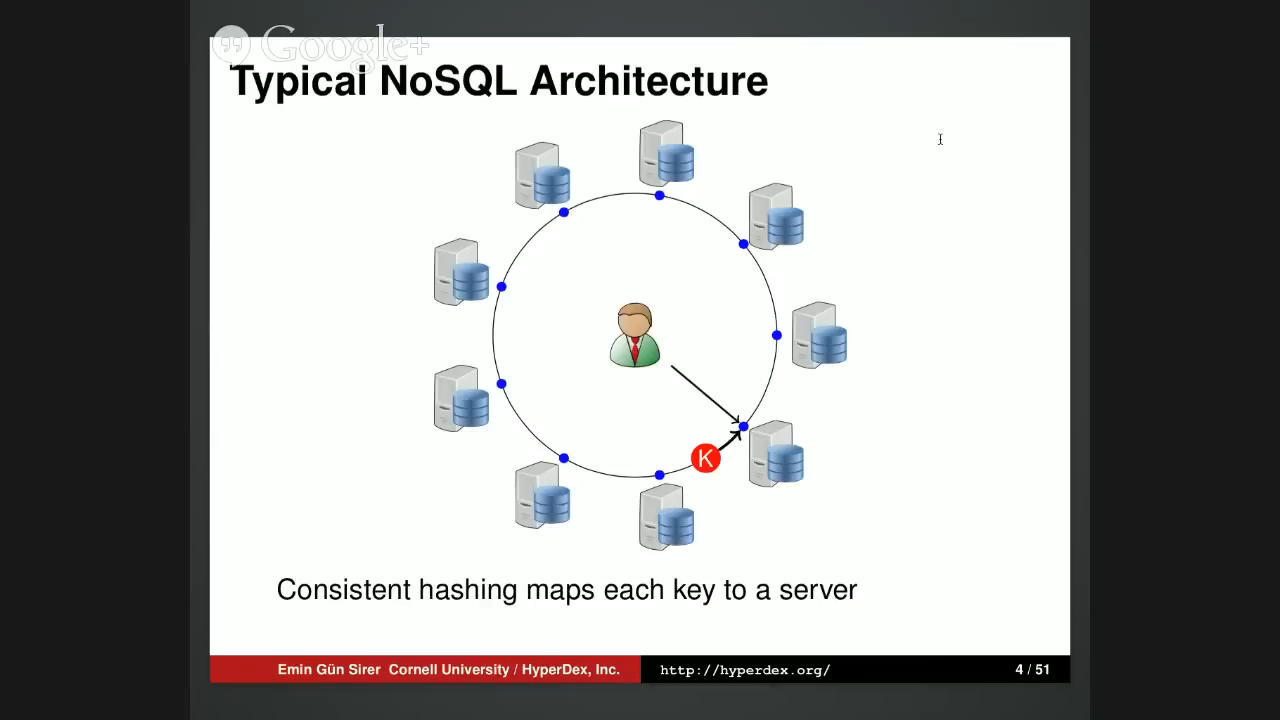 Google+
Typical NoSQL Architecture
K
Consistent hashing maps each key to a server
Emin Gün Sirer Cornell University / HyperDex, Inc. http://hyperdex.org/ 4 / 51